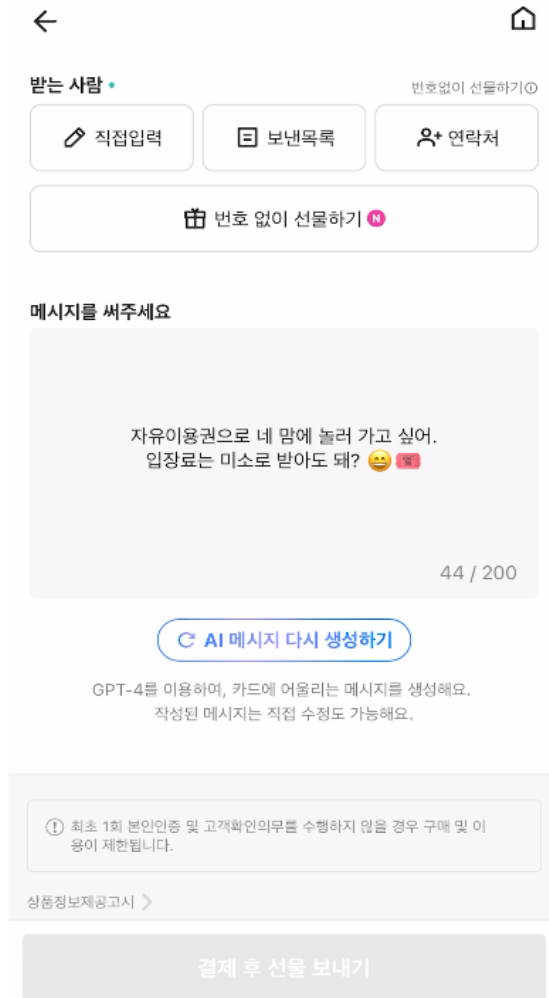 받는 사람
번호없이 선물하기
직접입력
보낸목록
연락처
번호 없이 선물하기 N
메시지를 써주세요
자유이용권으로 네 맘에 놀러 가고 싶어.
입장료는 미소로 받아도 돼? 😄🎟️
44 / 200
AI 메시지 다시 생성하기
GPT-4를 이용하여, 카드에 어울리는 메시지를 생성해요.
작성된 메시지는 직접 수정도 가능해요.
최초 1회 본인인증 및 고객확인의무를 수행하지 않을 경우 구매 및 이
용이 제한됩니다.
상품정보제공고시
결제 후 선물 보내기